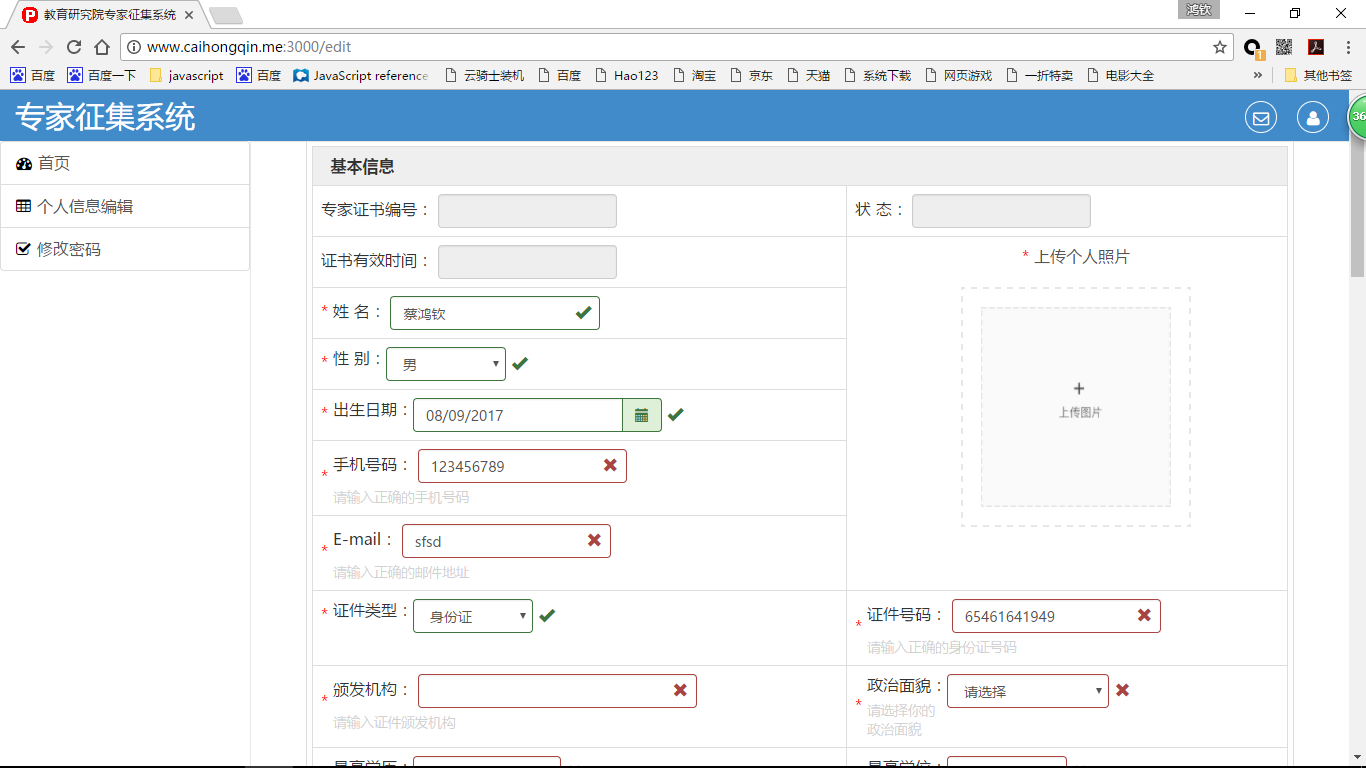 教育研究院专家征集系统
鸿钦
www.caihongqin.me:3000/edit
1
百度 百度一下 javascript 百度 JavaScript reference 云骑士装机 百度 Hao123 淘宝 京东 天猫 系统下载 网页游戏 一折特卖 电影大全 » 其他书签
专家征集系统
36
首页
个人信息编辑
修改密码
基本信息
专家证书编号： 状 态：
证书有效时间： * 上传个人照片
* 姓 名： 蔡鸿钦
* 性 别： 男
* 出生日期： 08/09/2017
+
上传图片
* 手机号码： 123456789
请输入正确的手机号码
* E-mail： sfsd
请输入正确的邮件地址
* 证件类型： 身份证 * 证件号码： 65461641949
请输入正确的身份证号码
* 颁发机构： * 政治面貌： 请选择
请输入证件颁发机构 请选择你的
政治面貌
最高学历： 最高学位：